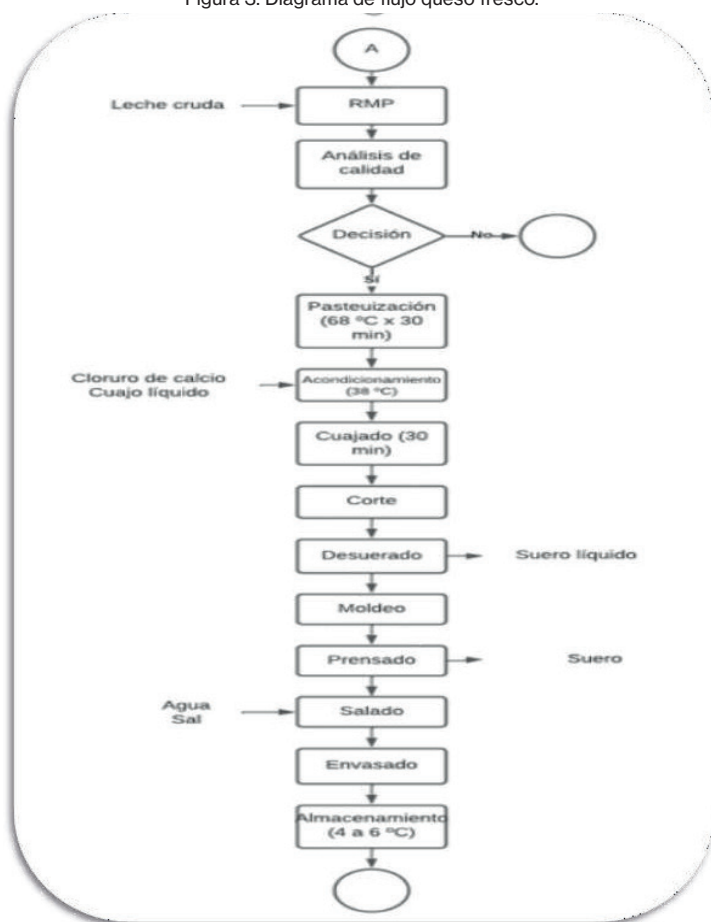 Figura 3. Diagrama de flujo queso fresco.
A
Leche cruda
RMP
Análisis de
calidad
Decisión
No
Sí
Pasteuización
(68 ºC x 30
min)
Cloruro de calcio
Cuajo líquido
Acondicionamiento
(38 ºC)
Cuajado (30
min)
Corte
Desuerado
Suero líquido
Moldeo
Prensado
Suero
Agua
Sal
Salado
Envasado
Almacenamiento
(4 a 6 ºC)